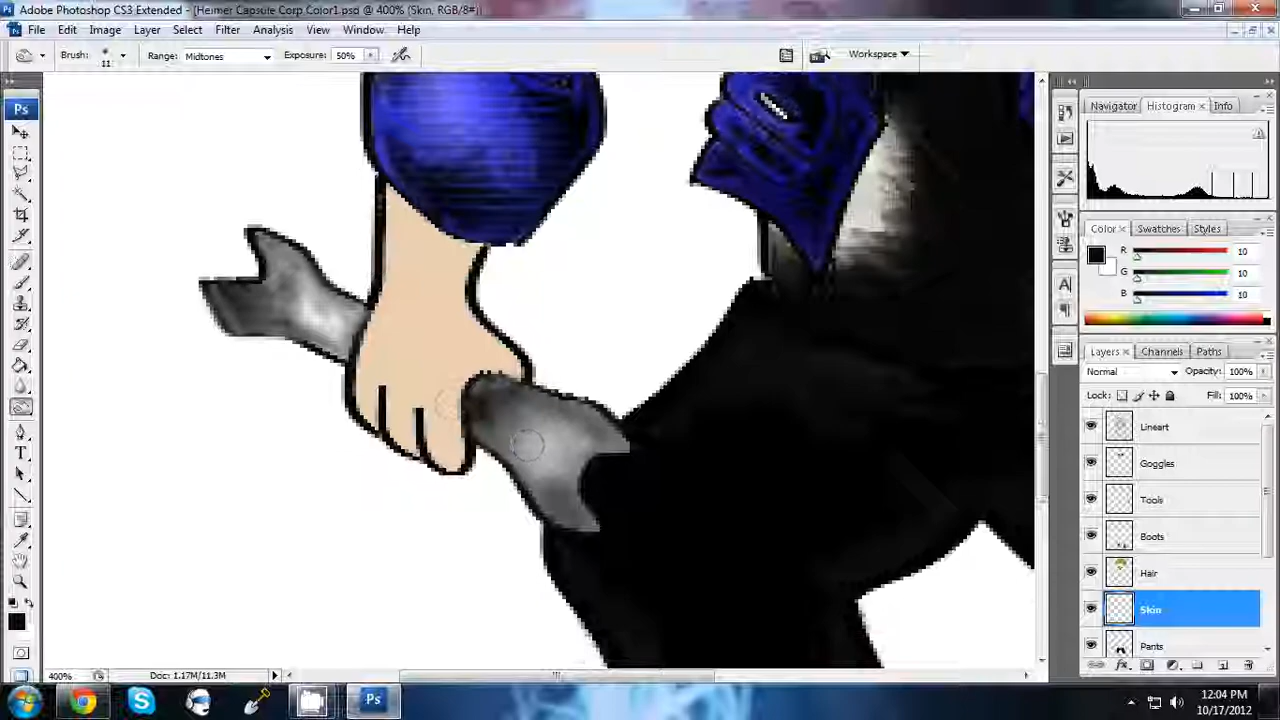 Adobe Photoshop CS3 Extended - [Heimer Capsule Corp Color1.psd @ 400% (Skin, RGB/8#)]
Ps File Edit Image Layer Select Filter Analysis View Window Help
Brush: 11 Range: Midtones Exposure: 50% Workspace
Ps
Navigator Histogram Info
Color Swatches Styles
R 10
G 10
B 10
Layers Channels Paths
Normal Opacity: 100%
Lock: Fill: 100%
Lineart
Goggles
Tools
Boots
Hair
Skin
Pants
400% Doc: 1.17M/11.3M
Ps
12:04 PM
10/17/2012